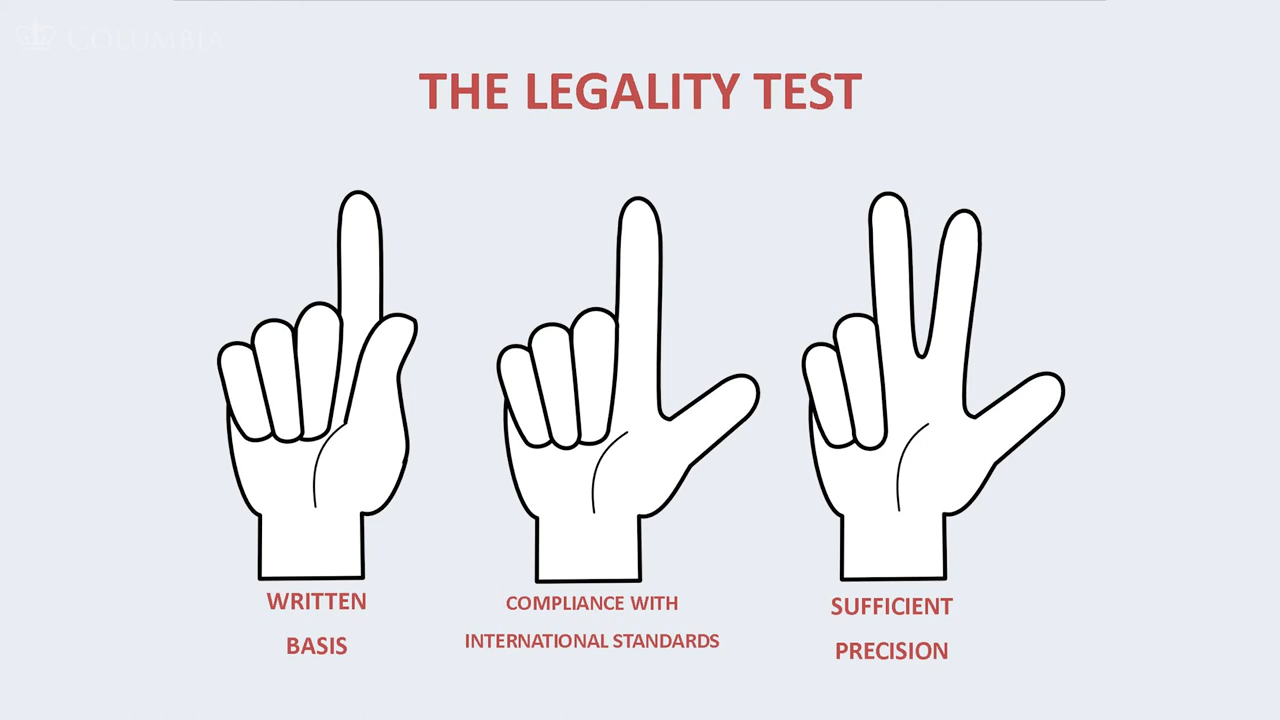 COLUMBIA
THE LEGALITY TEST
WRITTEN
BASIS
COMPLIANCE WITH
INTERNATIONAL STANDARDS
SUFFICIENT
PRECISION